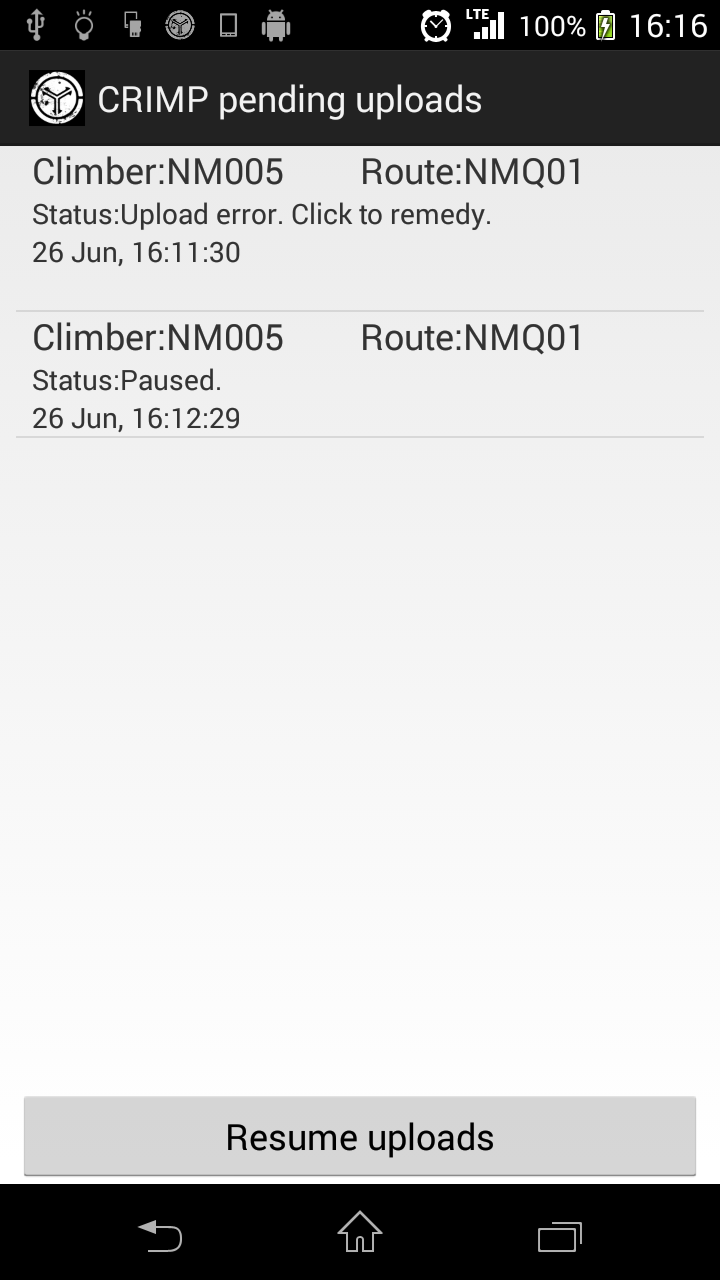 LTE 100% 16:16
CRIMP pending uploads
Climber:NM005 Route:NMQ01
Status:Upload error. Click to remedy.
26 Jun, 16:11:30
Climber:NM005 Route:NMQ01
Status:Paused.
26 Jun, 16:12:29
Resume uploads